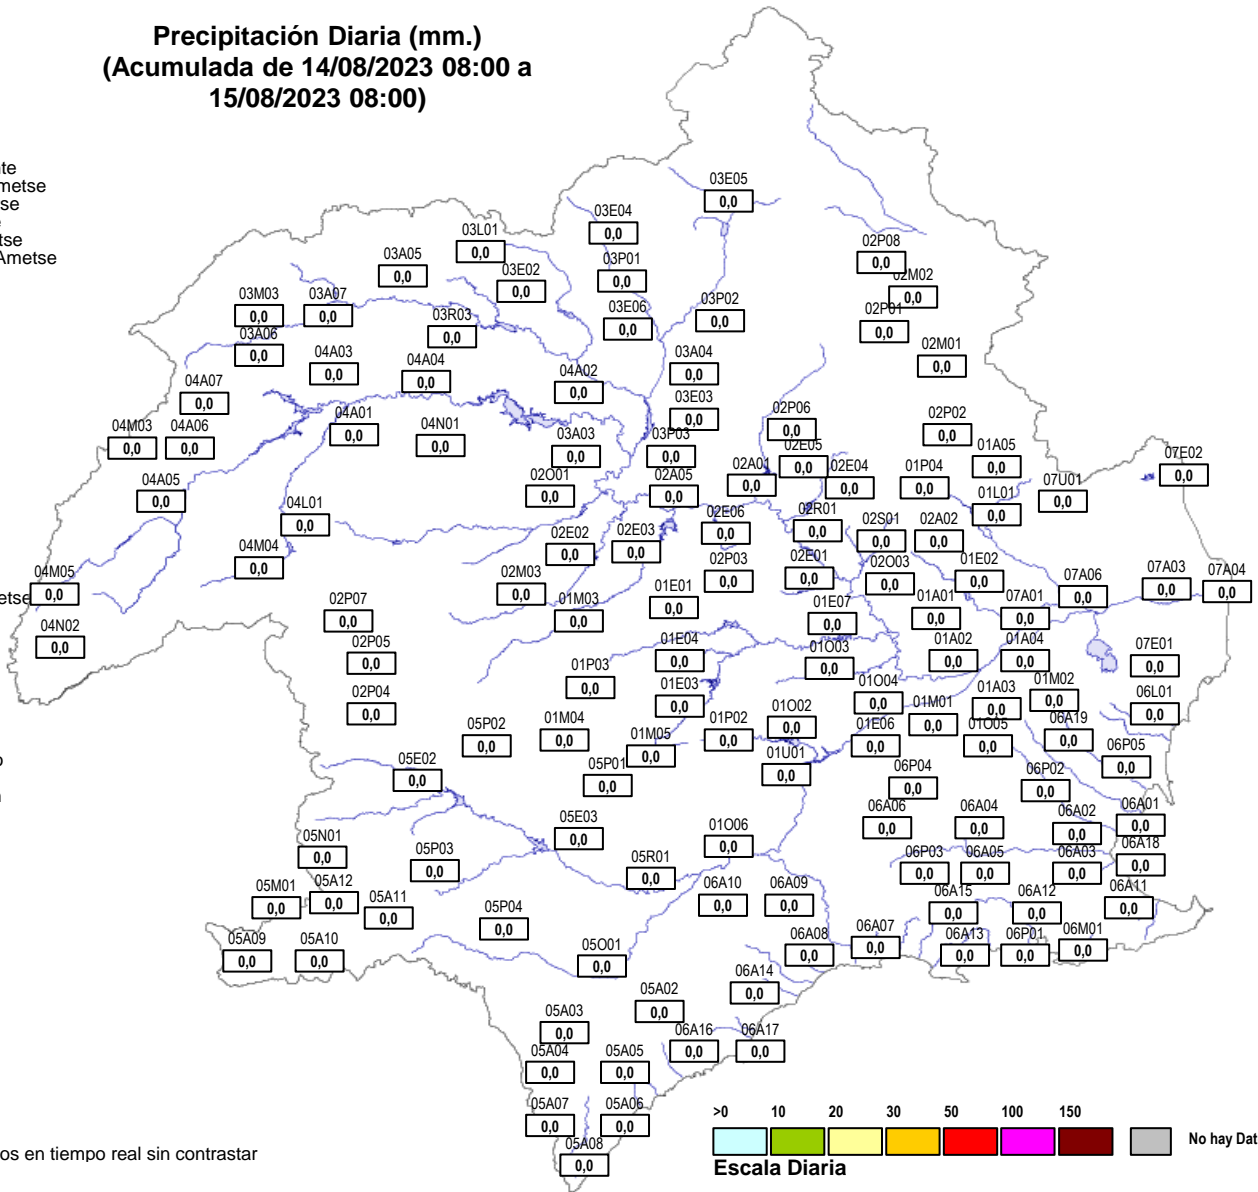 Precipitación Diaria (mm.)
(Acumulada de 14/08/2023 08:00 a
15/08/2023 08:00)
03E05
0,0
03E04
0,0
03L01
0,0
03A05
0,0
03P01
0,0
03E02
0,0
02P08
0,0
02M02
0,0
03M03
0,0
03A07
0,0
03R03
0,0
03E06
0,0
03P02
0,0
02P01
0,0
03A06
0,0
04A03
0,0
04A04
0,0
04A02
0,0
03A04
0,0
02M01
0,0
04A07
0,0
03E03
0,0
04M03
0,0
04A06
0,0
04A01
0,0
04N01
0,0
03A03
0,0
03P03
0,0
02P06
0,0
02E05
0,0
02P02
0,0
01A05
0,0
07E02
0,0
04A05
0,0
02O01
0,0
02A05
0,0
02A01
0,0
02E04
0,0
01P04
0,0
01L01
0,0
07U01
0,0
04L01
0,0
02E06
0,0
02R01
0,0
02S01
0,0
02A02
0,0
04M04
0,0
02E02
0,0
02E03
0,0
02P03
0,0
02E01
0,0
02O03
0,0
01E02
0,0
04M05
0,0
02M03
0,0
01M03
0,0
01E01
0,0
01E07
0,0
01A01
0,0
07A01
0,0
07A06
0,0
07A03
0,0
07A04
0,0
04N02
0,0
02P07
0,0
02P05
0,0
02P04
0,0
01P03
0,0
01E04
0,0
01E03
0,0
01O03
0,0
01A02
0,0
01A04
0,0
07E01
0,0
01O04
0,0
01M01
0,0
01A03
0,0
01M02
0,0
06L01
0,0
05P02
0,0
01M04
0,0
01M05
0,0
01P02
0,0
01O02
0,0
01E06
0,0
01O05
0,0
06A19
0,0
06P05
0,0
05E02
0,0
05P01
0,0
01U01
0,0
06P04
0,0
06P02
0,0
05N01
0,0
05P03
0,0
05E03
0,0
05R01
0,0
01O06
0,0
06A06
0,0
06A04
0,0
06A02
0,0
06A01
0,0
06P03
0,0
06A05
0,0
06A03
0,0
06A18
0,0
05M01
0,0
05A12
0,0
05A11
0,0
05P04
0,0
06A10
0,0
06A09
0,0
06A15
0,0
06A12
0,0
06A11
0,0
05A09
0,0
05A10
0,0
05O01
0,0
06A08
0,0
06A07
0,0
06A13
0,0
06P01
0,0
06M01
0,0
05A03
0,0
05A02
0,0
06A14
0,0
05A04
0,0
05A05
0,0
06A16
0,0
06A17
0,0
05A07
0,0
05A06
0,0
05A08
0,0
>0 10 20 30 50 100 150
No hay Dat
Escala Diaria
os en tiempo real sin contrastar